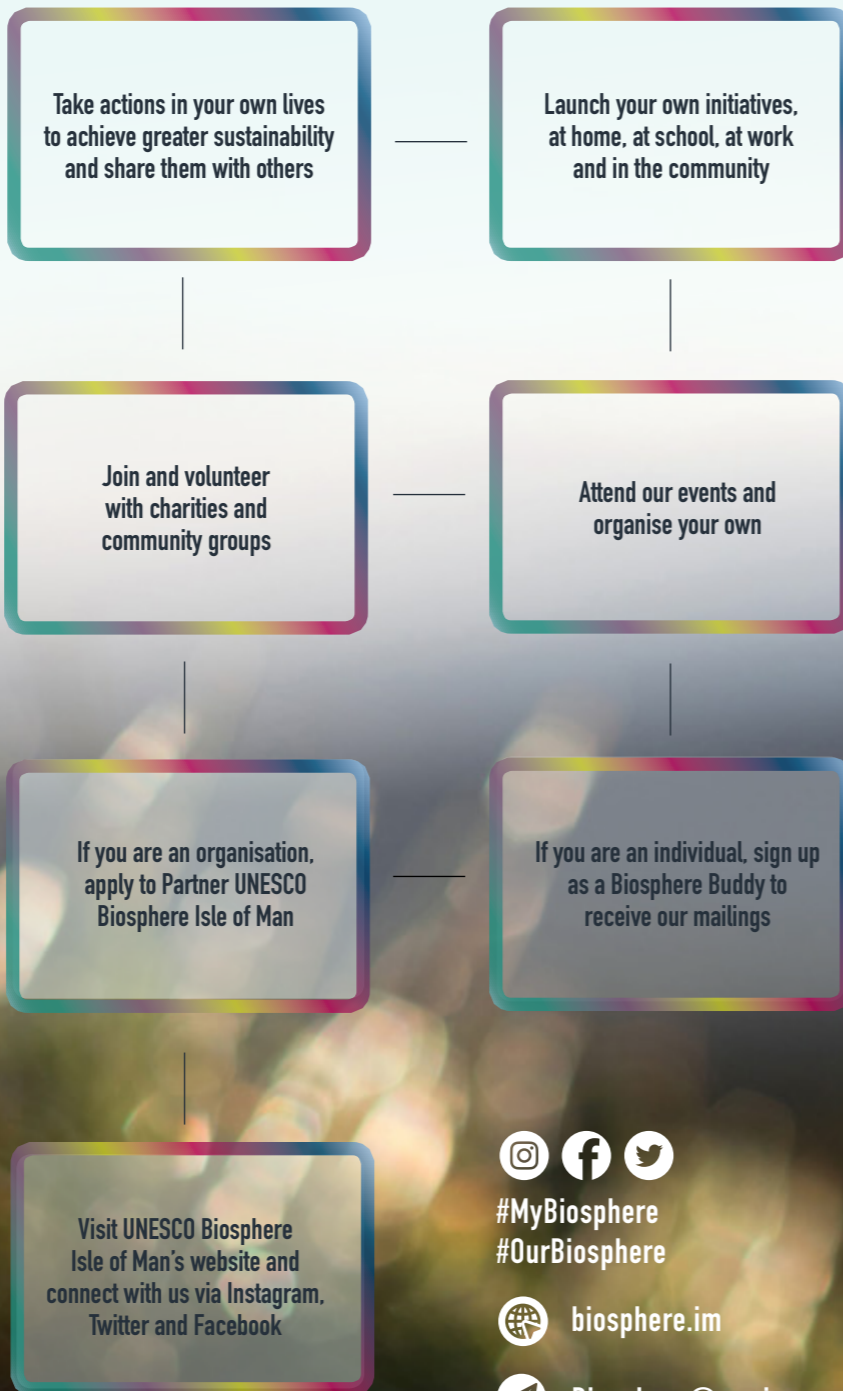 Take actions in your own lives
to achieve greater sustainability
and share them with others
Launch your own initiatives,
at home, at school, at work
and in the community
Join and volunteer
with charities and
community groups
Attend our events and
organise your own
If you are an organisation,
apply to Partner UNESCO
Biosphere Isle of Man
If you are an individual, sign up
as a Biosphere Buddy to
receive our mailings
Visit UNESCO Biosphere
Isle of Man's website and
connect with us via Instagram,
Twitter and Facebook
#MyBiosphere
#OurBiosphere
biosphere.im